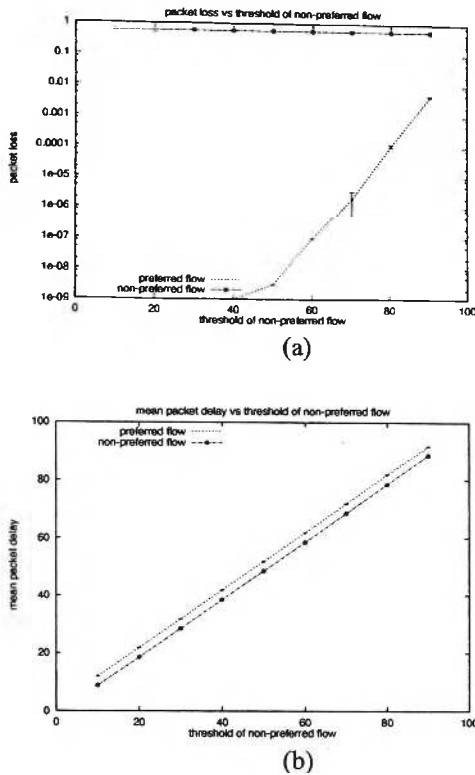 packet loss vs threshold of non-preferred flow
1
0.1
0.01
0.001
0.0001
1e-05
1e-06
1e-07
1e-08
1e-09
packet loss
preferred flow
non-preferred flow
0 20 40 60 80 100
threshold of non-preferred flow
(a)
mean packet delay vs threshold of non-preferred flow
100
80
60
40
20
0
mean packet delay
preferred flow
non-preferred flow
0 20 40 60 80 100
threshold of non-preferred flow
(b)